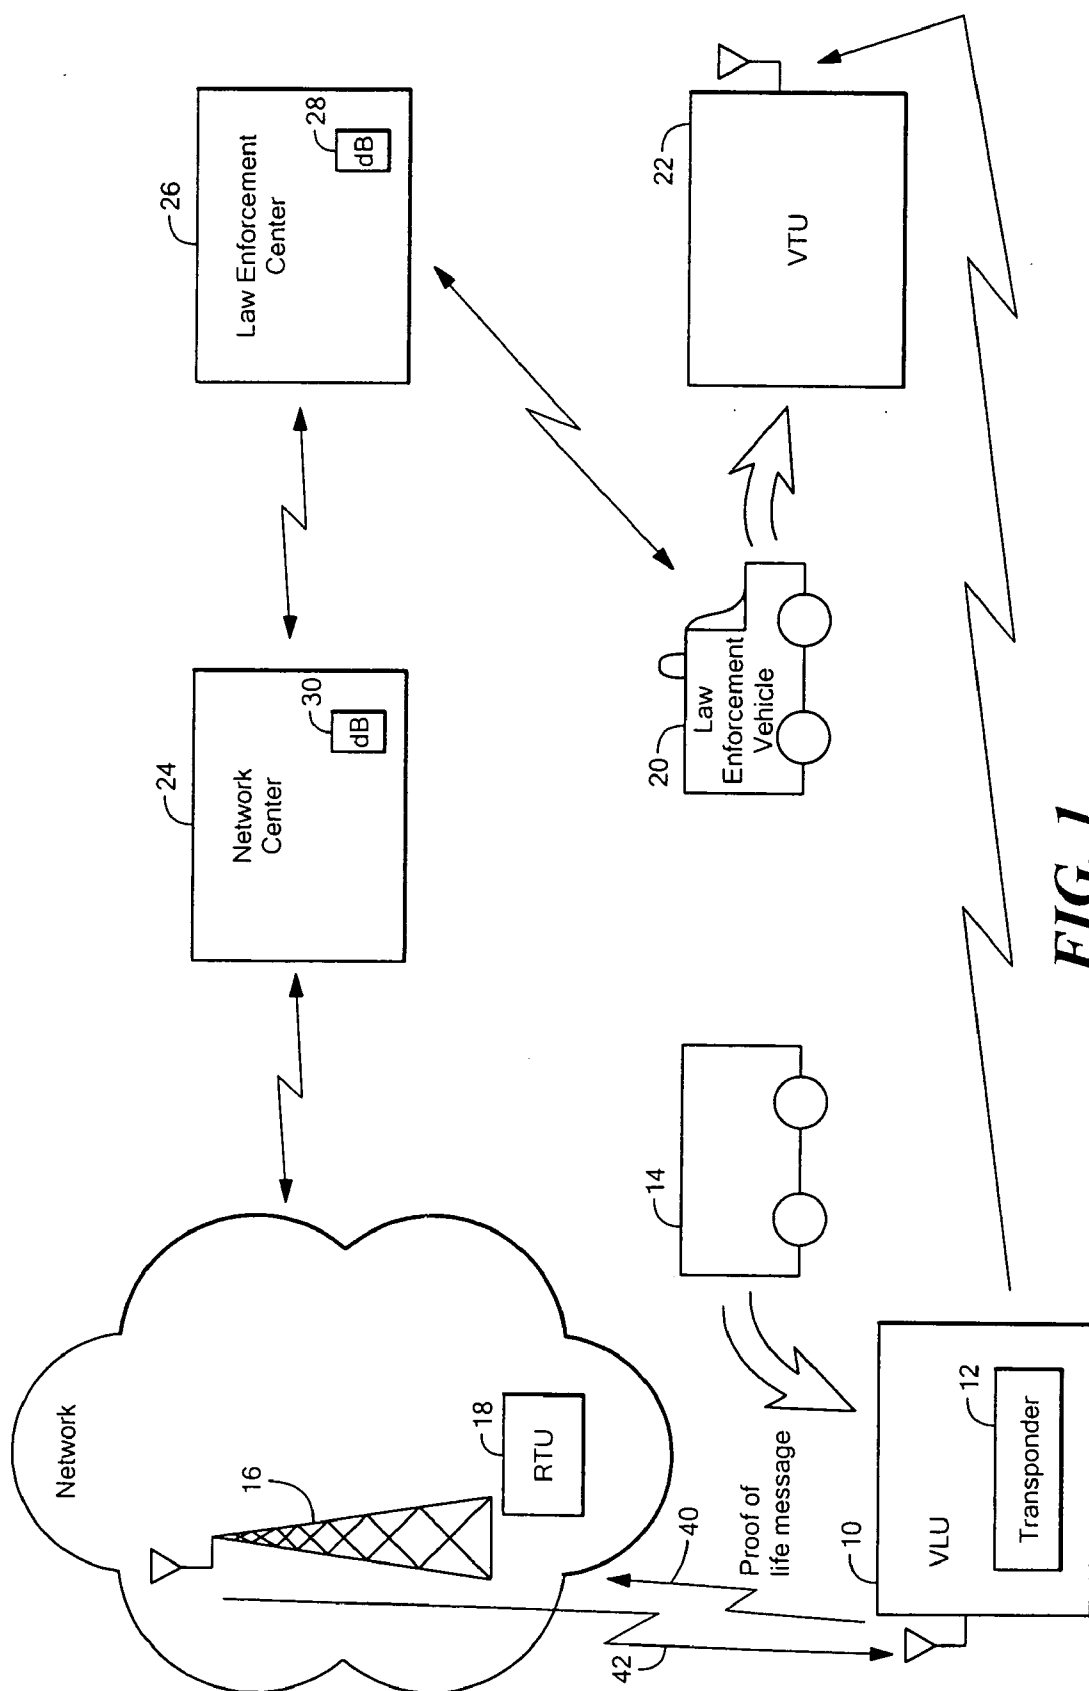 Network
16
18
RTU
24
Network
Center
30
dB
26
Law Enforcement
Center
28
dB
42
40
Proof of
life message
10
VLU
12
Transponder
14
20
Law
Enforcement
Vehicle
22
VTU
FIG. 1